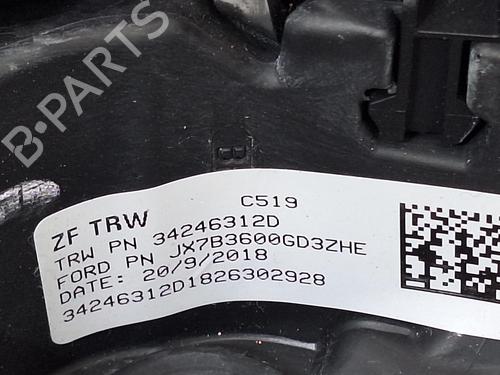 B-PARTS
B
C519
ZF TRW
TRW PN 34246312D
FORD PN JX7B3600GD3ZHE
DATE: 20/9/2018
34246312D1826302928